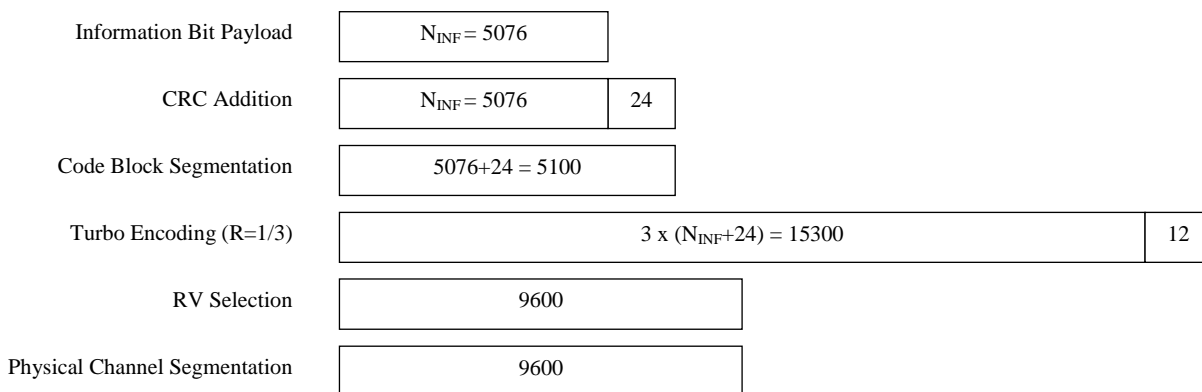 Information Bit Payload N_INF = 5076
CRC Addition N_INF = 5076 24
Code Block Segmentation 5076+24 = 5100
Turbo Encoding (R=1/3) 3 x (N_INF+24) = 15300 12
RV Selection 9600
Physical Channel Segmentation 9600